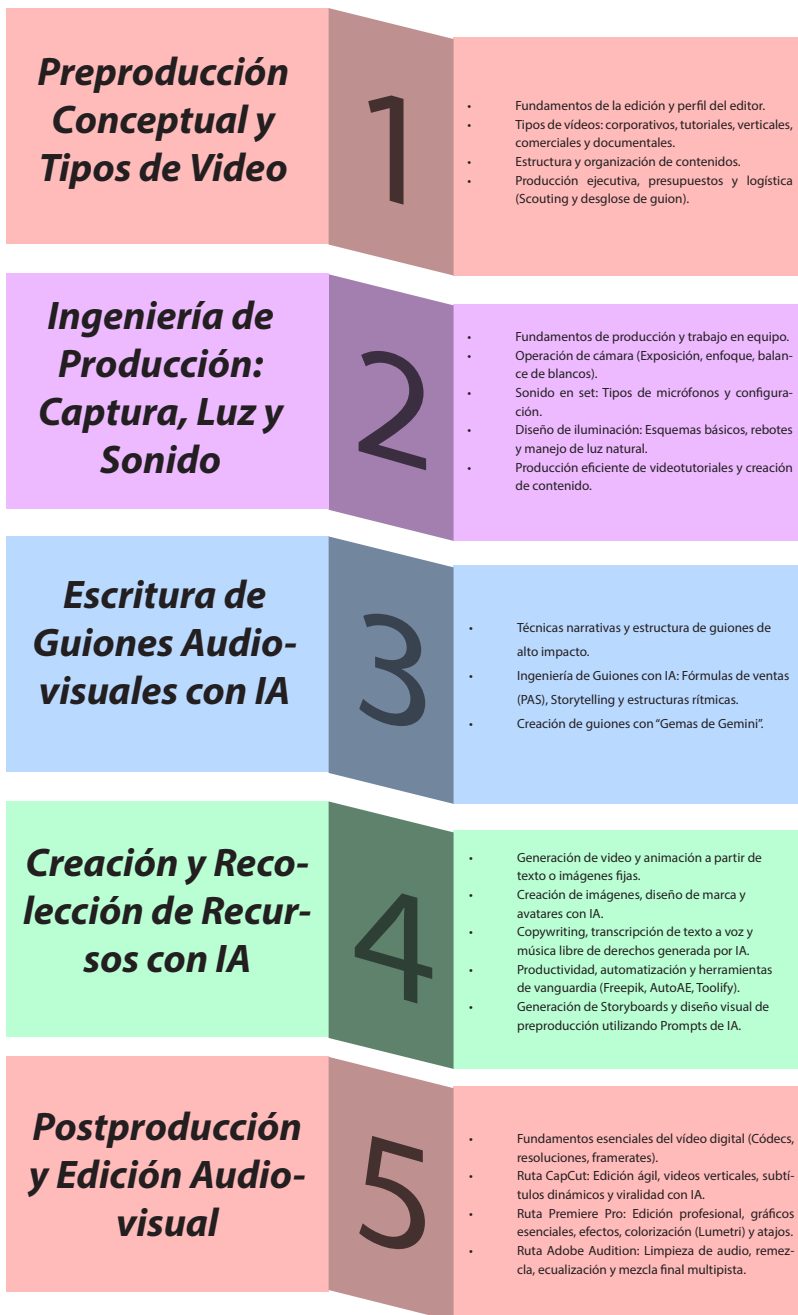 Preproducción
Conceptual y
Tipos de Video
1
• Fundamentos de la edición y perfil del editor.
• Tipos de vídeos: corporativos, tutoriales, verticales,
comerciales y documentales.
• Estructura y organización de contenidos.
• Producción ejecutiva, presupuestos y logística
(Scouting y desglose de guion).
Ingeniería de
Producción:
Captura, Luz y
Sonido
2
• Fundamentos de producción y trabajo en equipo.
• Operación de cámara (Exposición, enfoque, balan-
ce de blancos).
• Sonido en set: Tipos de micrófonos y configura-
ción.
• Diseño de iluminación: Esquemas básicos, rebotes
y manejo de luz natural.
• Producción eficiente de videotutoriales y creación
de contenido.
Escritura de
Guiones Audio-
visuales con IA
3
• Técnicas narrativas y estructura de guiones de
alto impacto.
• Ingeniería de Guiones con IA: Fórmulas de ventas
(PAS), Storytelling y estructuras rítmicas.
• Creación de guiones con “Gemas de Gemini”.
Creación y Reco-
lección de Recur-
sos con IA
4
• Generación de video y animación a partir de
texto o imágenes fijas.
• Creación de imágenes, diseño de marca y
avatares con IA.
• Copywriting, transcripción de texto a voz y
música libre de derechos generada por IA.
• Productividad, automatización y herramientas
de vanguardia (Freepik, AutoAE, Toolify).
• Generación de Storyboards y diseño visual de
preproducción utilizando Prompts de IA.
Postproducción
y Edición Audio-
visual
5
• Fundamentos esenciales del vídeo digital (Códecs,
resoluciones, framerates).
• Ruta CapCut: Edición ágil, videos verticales, subtí-
tulos dinámicos y viralidad con IA.
• Ruta Premiere Pro: Edición profesional, gráficos
esenciales, efectos, colorización (Lumetri) y atajos.
• Ruta Adobe Audition: Limpieza de audio, remez-
cla, ecualización y mezcla final multipista.